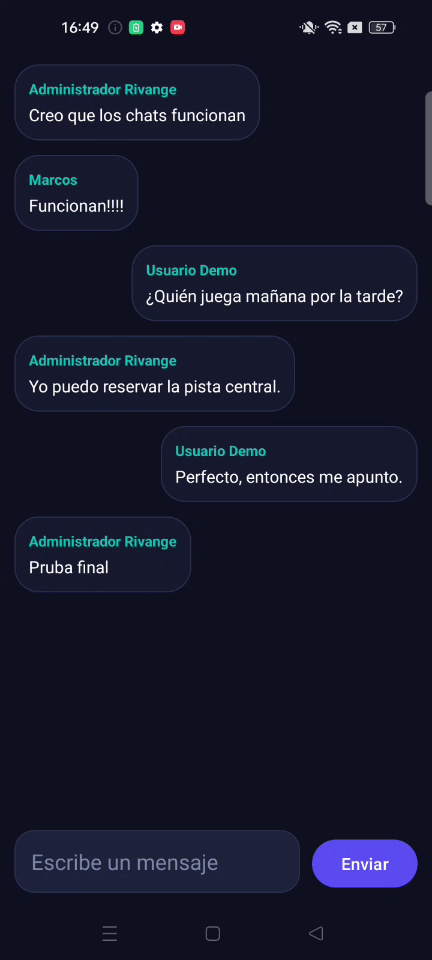 16:49
57
Administrador Rivange
Creo que los chats funcionan
Marcos
Funcionan!!!!
Usuario Demo
¿Quién juega mañana por la tarde?
Administrador Rivange
Yo puedo reservar la pista central.
Usuario Demo
Perfecto, entonces me apunto.
Administrador Rivange
Pruba final
Escribe un mensaje
Enviar